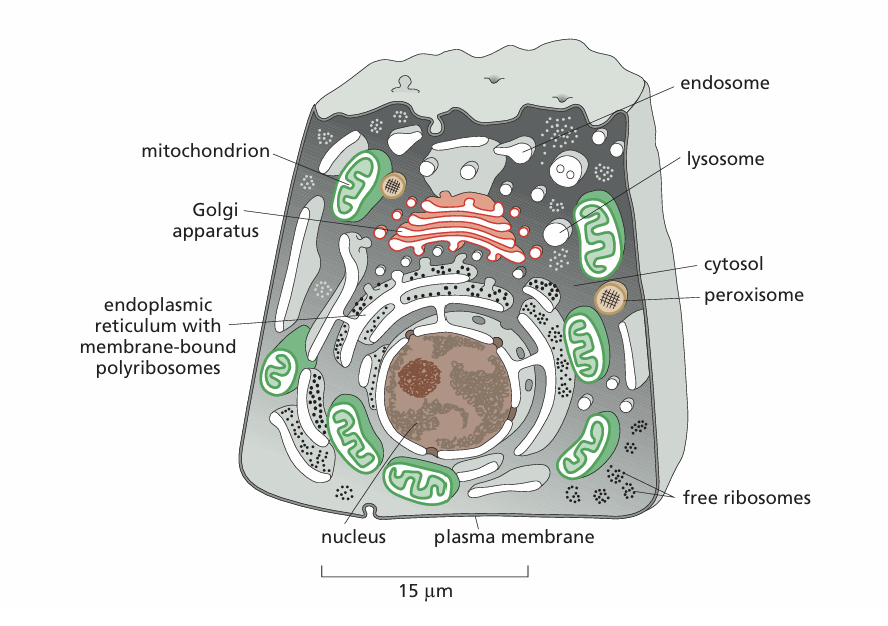 endosome
mitochondrion
lysosome
Golgi
apparatus
cytosol
peroxisome
endoplasmic
reticulum with
membrane-bound
polyribosomes
free ribosomes
nucleus
plasma membrane
15 μm